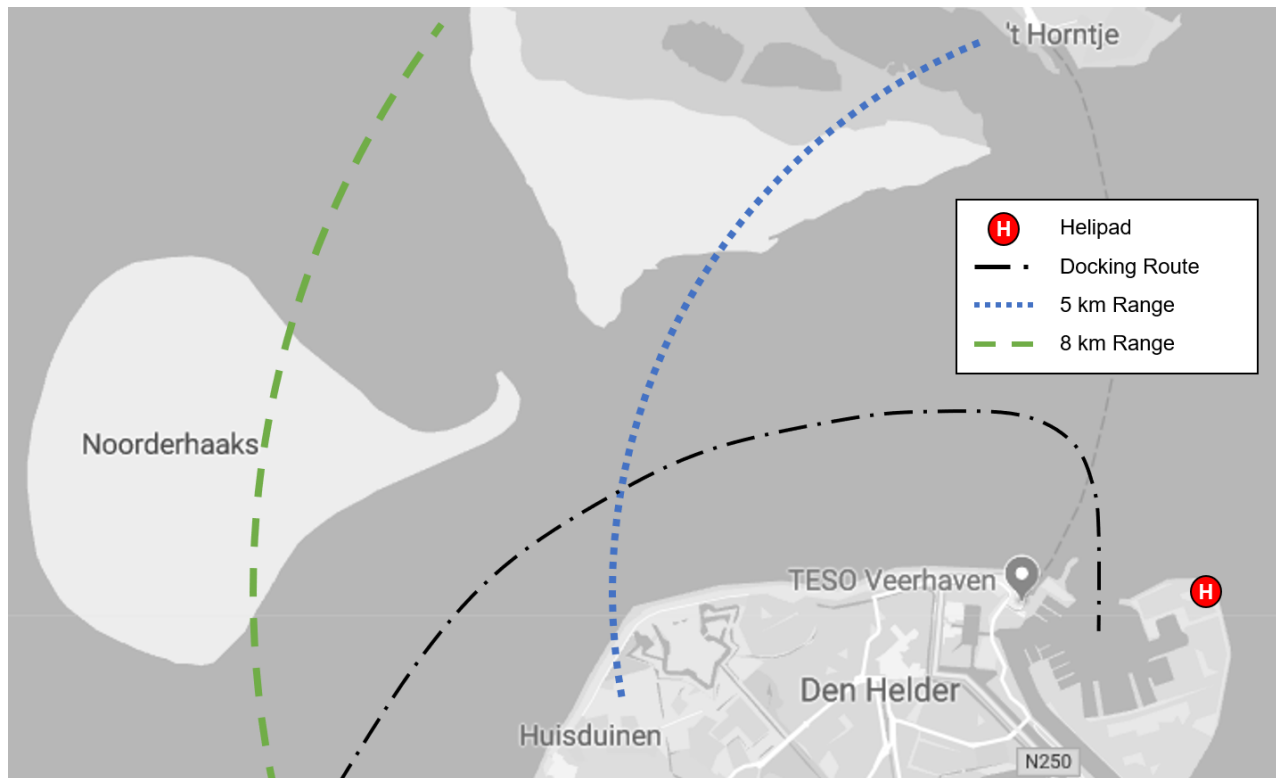 't Horntje
H
Helipad
Docking Route
5 km Range
8 km Range
Noorderhaaks
TESO Veerhaven
H
Den Helder
Huisduinen
N250